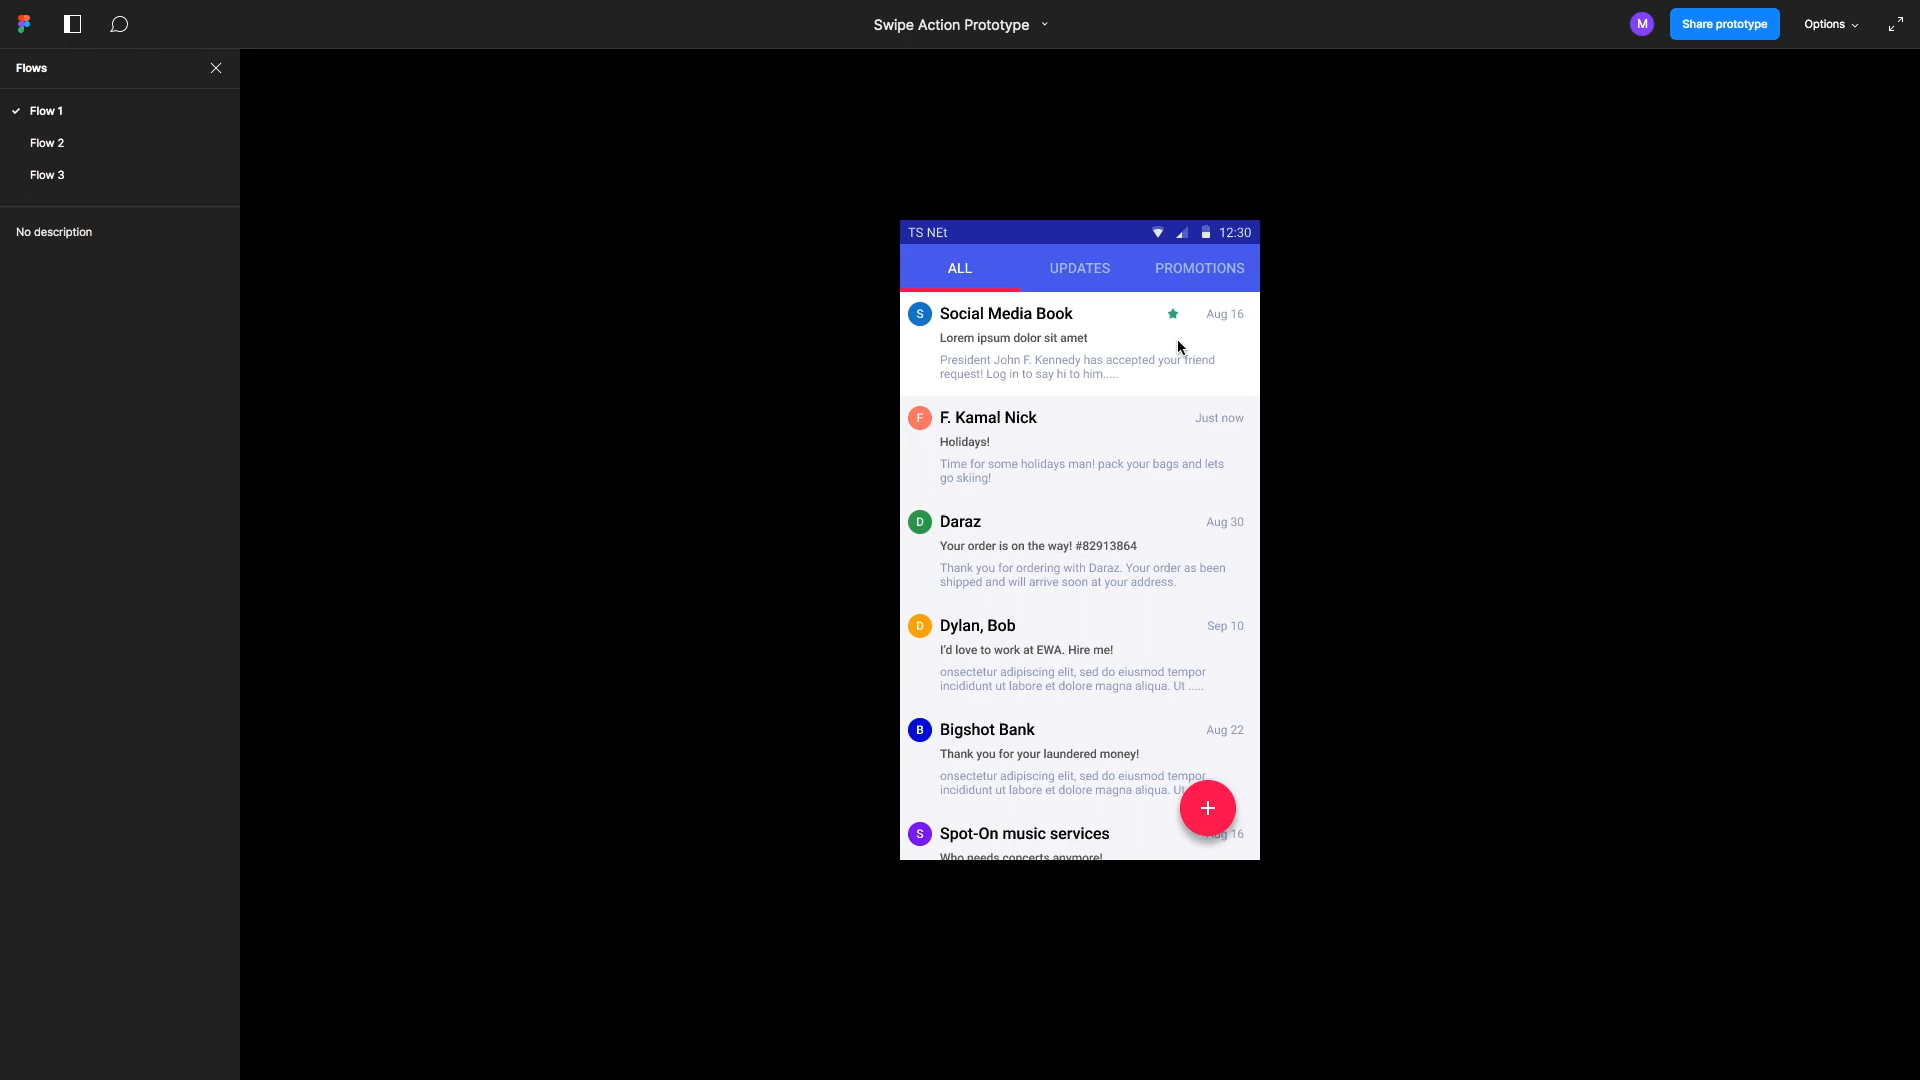 Swipe Action Prototype
M
Share prototype
Options
Flows
Flow 1
Flow 2
Flow 3
No description
TS NEt
12:30
ALL
UPDATES
PROMOTIONS
S
Social Media Book
Aug 16
Lorem ipsum dolor sit amet
President John F. Kennedy has accepted your friend
request! Log in to say hi to him.....
F
F. Kamal Nick
Just now
Holidays!
Time for some holidays man! pack your bags and lets
go skiing!
D
Daraz
Aug 30
Your order is on the way! #82913864
Thank you for ordering with Daraz. Your order as been
shipped and will arrive soon at your address.
D
Dylan, Bob
Sep 10
I'd love to work at EWA. Hire me!
onsectetur adipiscing elit, sed do eiusmod tempor
incididunt ut labore et dolore magna aliqua. Ut .....
B
Bigshot Bank
Aug 22
Thank you for your laundered money!
onsectetur adipiscing elit, sed do eiusmod tempor
incididunt ut labore et dolore magna aliqua. Ut
S
Spot-On music services
Aug 16
Who needs concerts anymore!